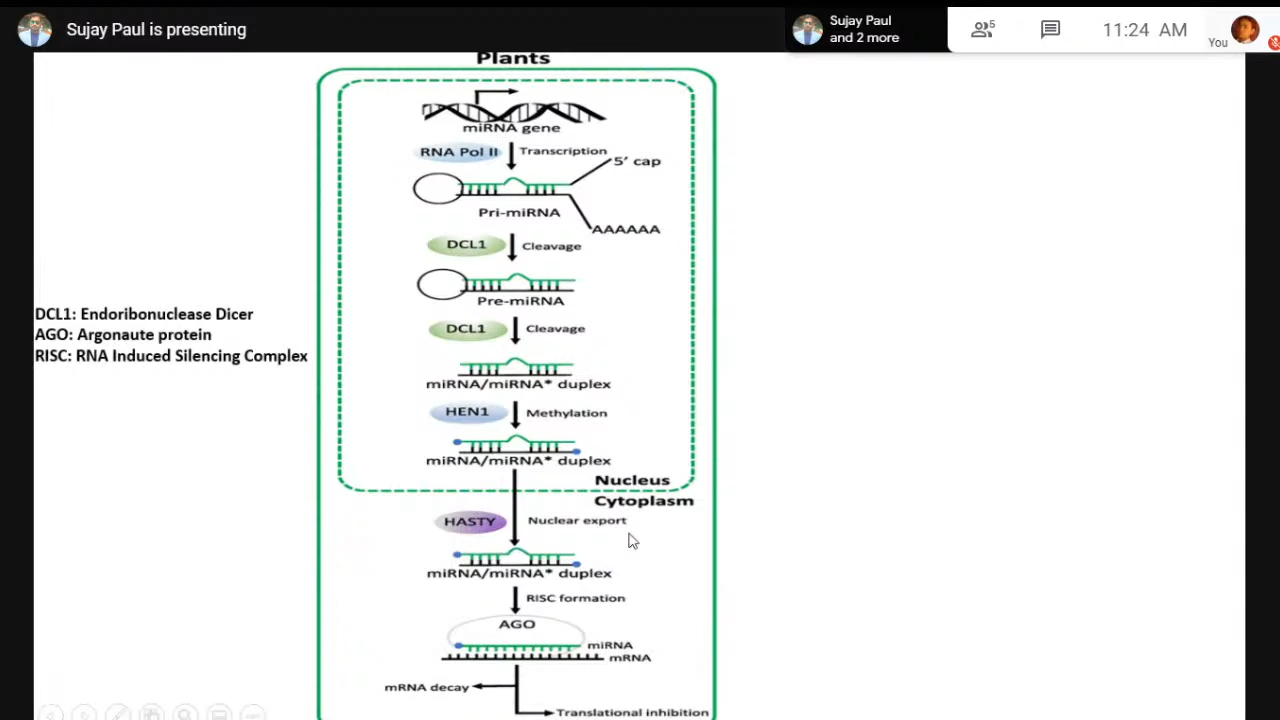 Sujay Paul is presenting
Sujay Paul
and 2 more
5
11:24 AM
You
Plants
miRNA gene
RNA Pol II
Transcription
5' cap
Pri-miRNA
AAAAAA
DCL1
Cleavage
Pre-miRNA
DCL1: Endoribonuclease Dicer
AGO: Argonaute protein
RISC: RNA Induced Silencing Complex
DCL1
Cleavage
miRNA/miRNA* duplex
HEN1
Methylation
miRNA/miRNA* duplex
Nucleus
Cytoplasm
HASTY
Nuclear export
miRNA/miRNA* duplex
RISC formation
AGO
miRNA
mRNA
mRNA decay
Translational inhibition